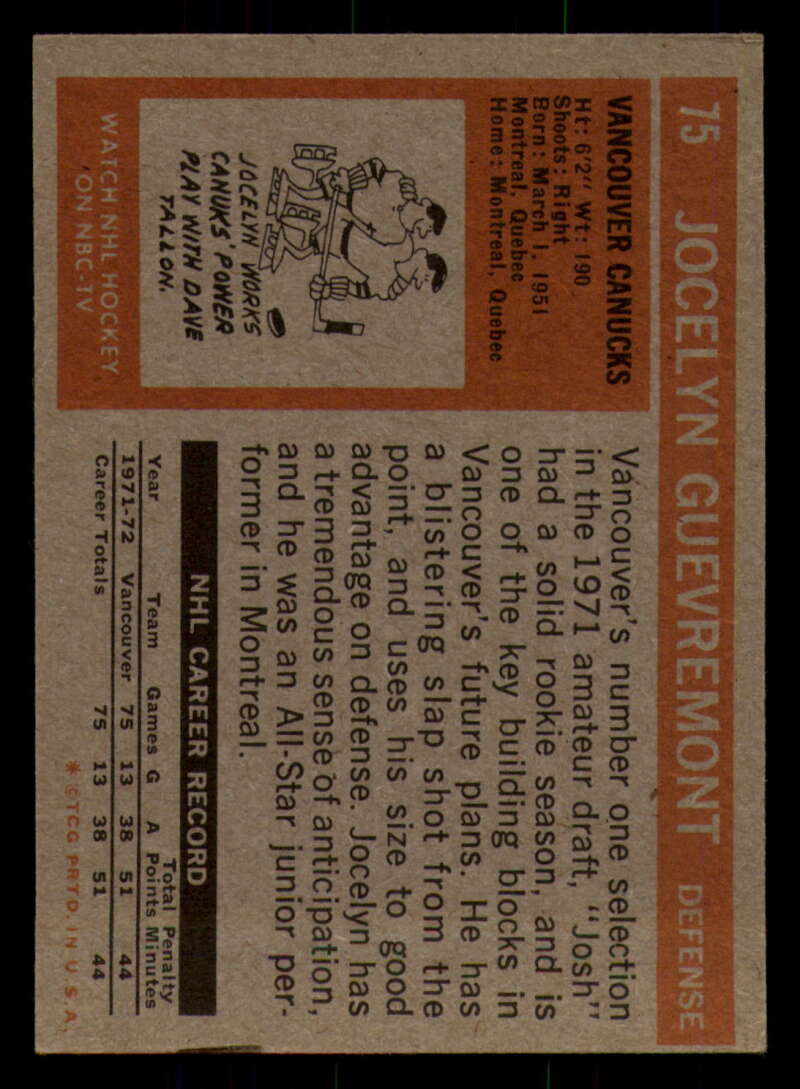 75 JOCELYN GUEVREMONT DEFENSE
VANCOUVER CANUCKS
Ht: 6'2" Wt: 190
Shoots: Right
Born: March 1, 1951
Montreal, Quebec
Home: Montreal, Quebec
JOCELYN WORKS
CANUKS' POWER
PLAY WITH DAVE
TALLON.
WATCH NHL HOCKEY
ON NBC-TV
Vancouver's number one selection
in the 1971 amateur draft, "Josh"
had a solid rookie season, and is
one of the key building blocks in
Vancouver's future plans. He has
a blistering slap shot from the
point, and uses his size to good
advantage on defense. Jocelyn has
a tremendous sense of anticipation,
and he was an All-Star junior per-
former in Montreal.
NHL CAREER RECORD
Total Penalty
Year Team Games G A Points Minutes
1971-72 Vancouver 75 13 38 51 44
Career Totals 75 13 38 51 44
* ©TCG PRTD. IN U.S.A.